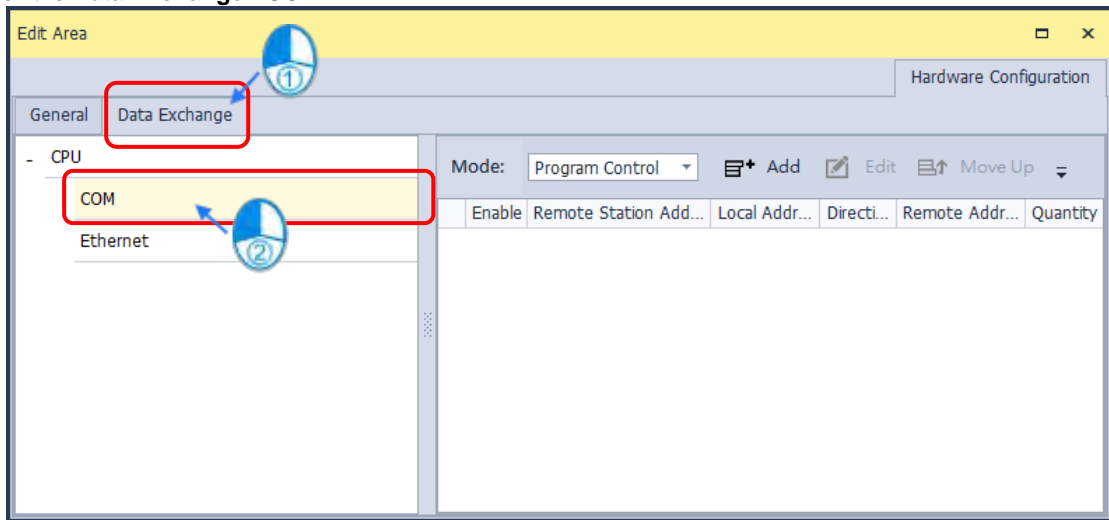 Edit Area
①
Hardware Configuration
General Data Exchange
- CPU
COM
Ethernet
②
Mode: Program Control Add Edit Move Up
Enable Remote Station Add... Local Addr... Directi... Remote Addr... Quantity